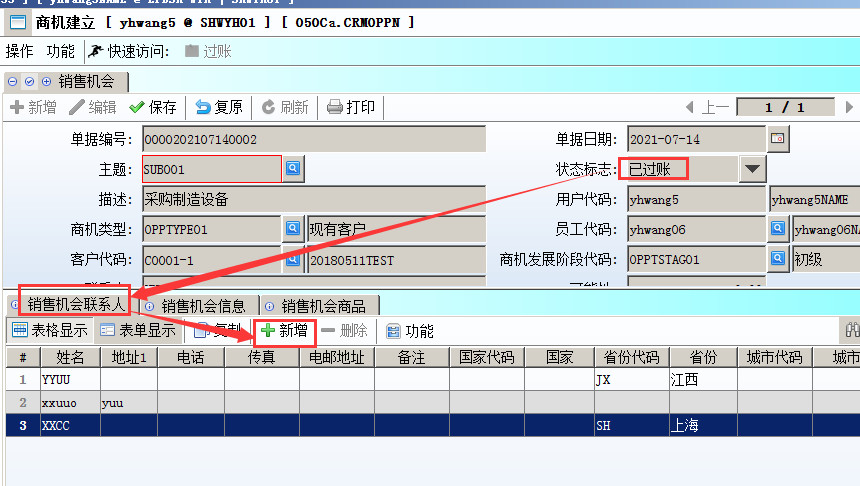 商机建立 [ yhwang5 @ SHWYH01 ] [ 050Ca.CRMOPPN ]
操作 功能 快速访问: 过账
销售机会
新增 编辑 保存 复原 刷新 打印 上一 1 / 1
单据编号: 0000202107140002 单据日期: 2021-07-14
主题: SUB001 状态标志: 已过账
描述: 采购制造设备 用户代码: yhwang5 yhwang5NAME
商机类型: OPPTYPE01 现有客户 员工代码: yhwang06 yhwang06NA
客户代码: C0001-1 20180511TEST 商机发展阶段代码: OPPTSTAG01 初级
销售机会联系人 销售机会信息 销售机会商品
表格显示 表单显示 复制 新增 删除 功能
# 姓名 地址1 电话 传真 电邮地址 备注 国家代码 国家 省份代码 省份 城市代码 城市
1 YYUU JX 江西
2 xxuuo yuu
3 XXCC SH 上海